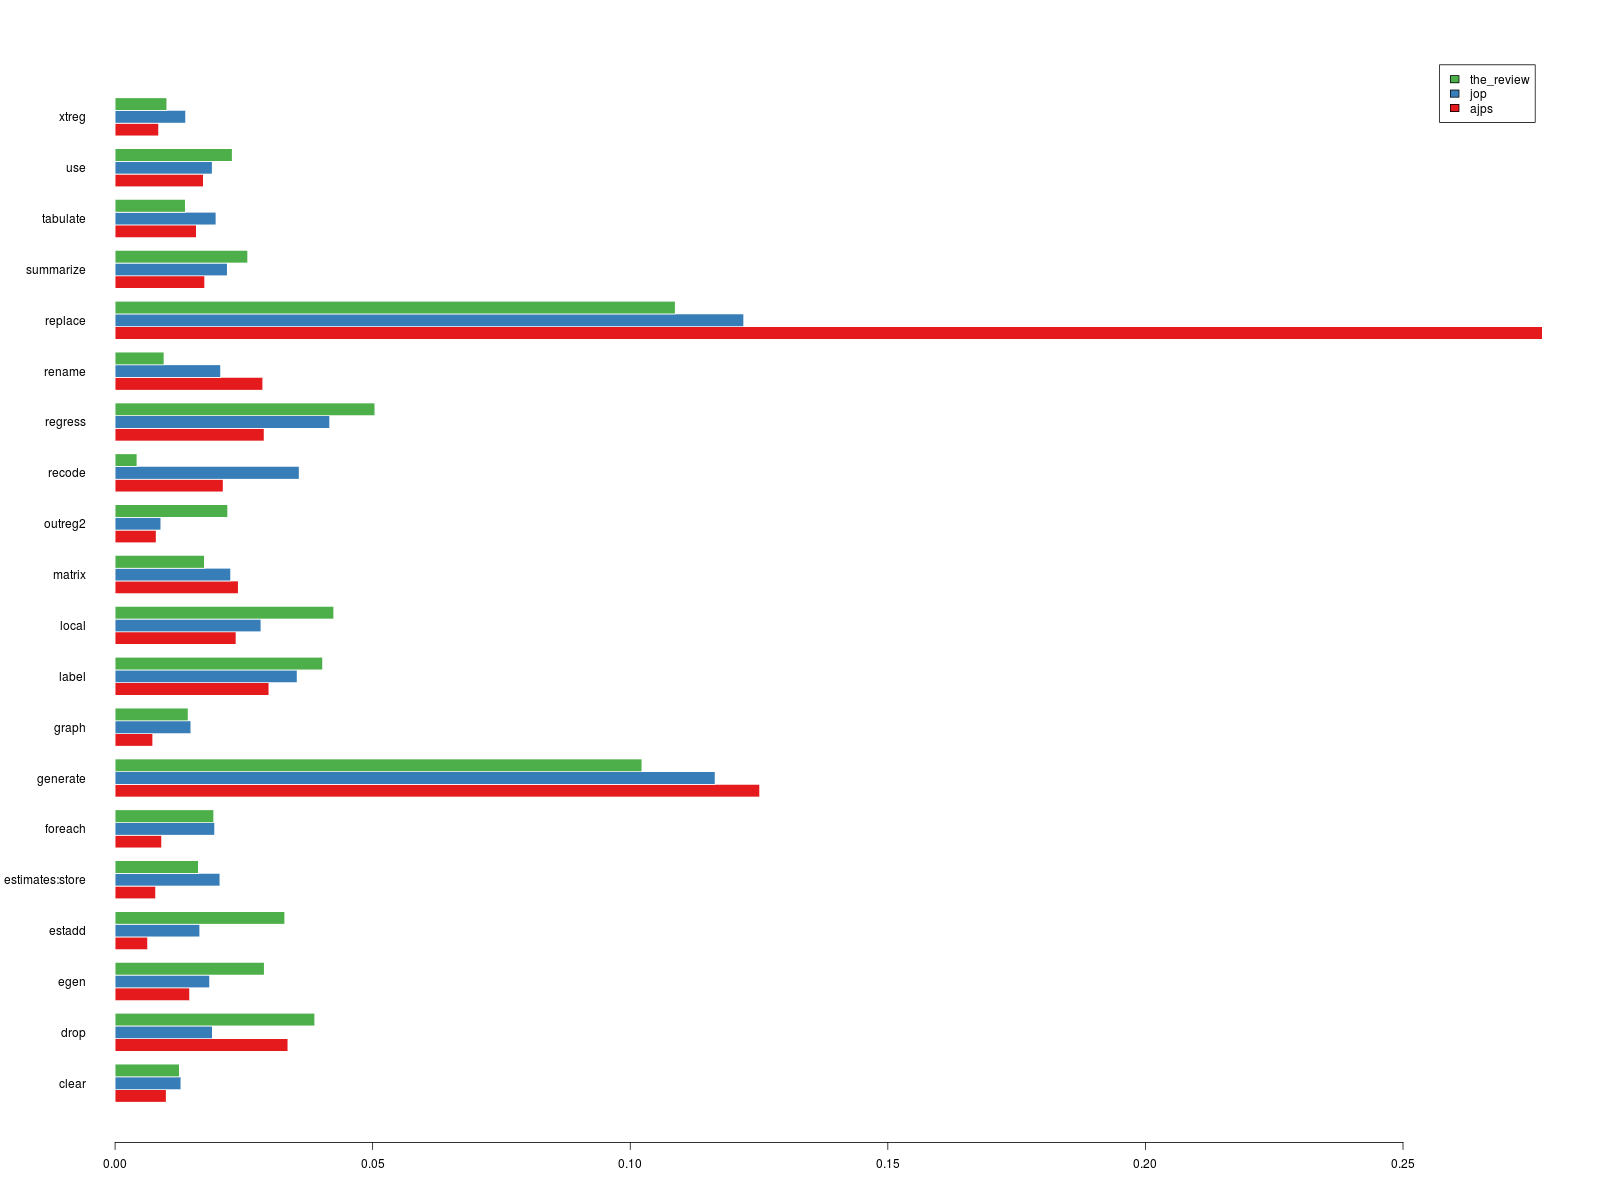 the_review
jop
ajps
xtreg
use
tabulate
summarize
replace
rename
regress
recode
outreg2
matrix
local
label
graph
generate
foreach
estimates:store
estadd
egen
drop
clear
0.00 0.05 0.10 0.15 0.20 0.25